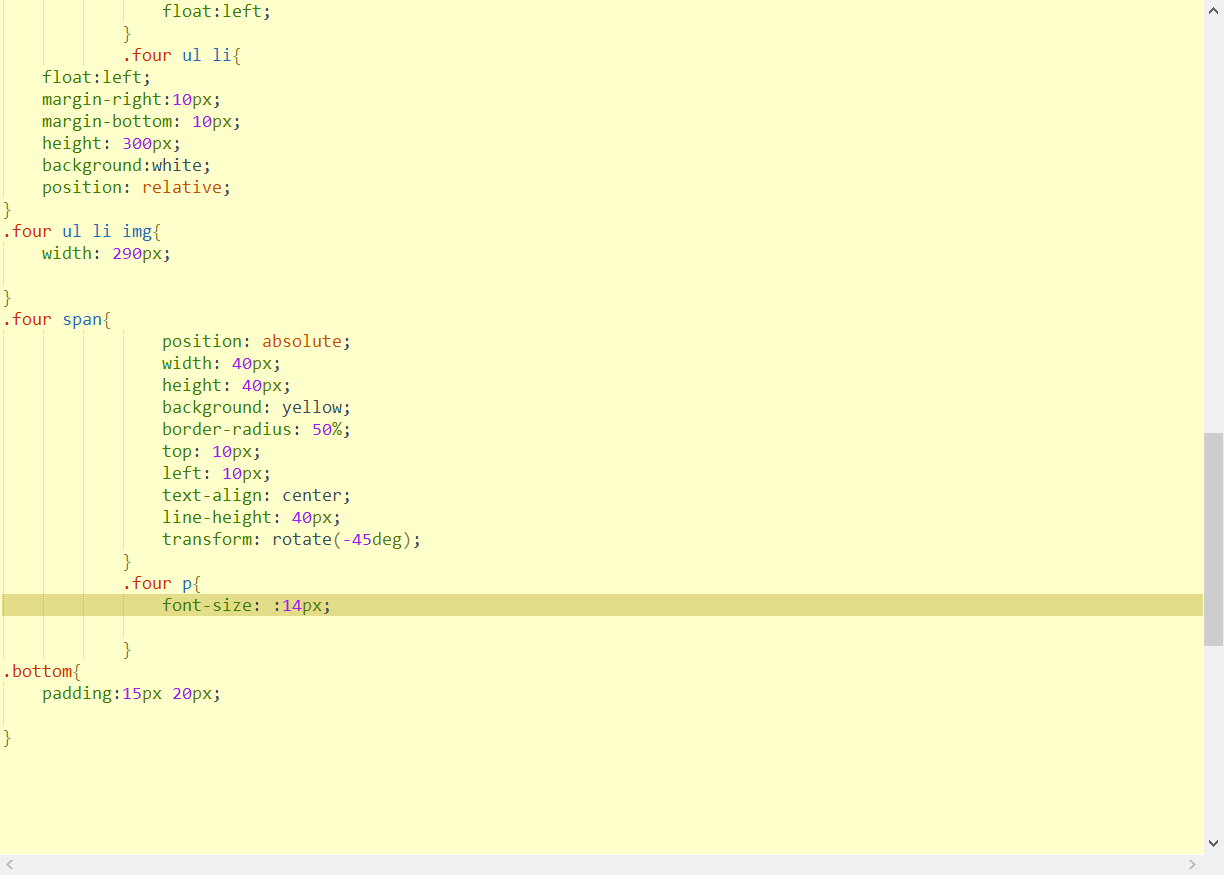 float:left;
}
.four ul li{
float:left;
margin-right:10px;
margin-bottom: 10px;
height: 300px;
background:white;
position: relative;
}
.four ul li img{
width: 290px;
}
.four span{
position: absolute;
width: 40px;
height: 40px;
background: yellow;
border-radius: 50%;
top: 10px;
left: 10px;
text-align: center;
line-height: 40px;
transform: rotate(-45deg);
}
.four p{
font-size: :14px;
}
.bottom{
padding:15px 20px;
}